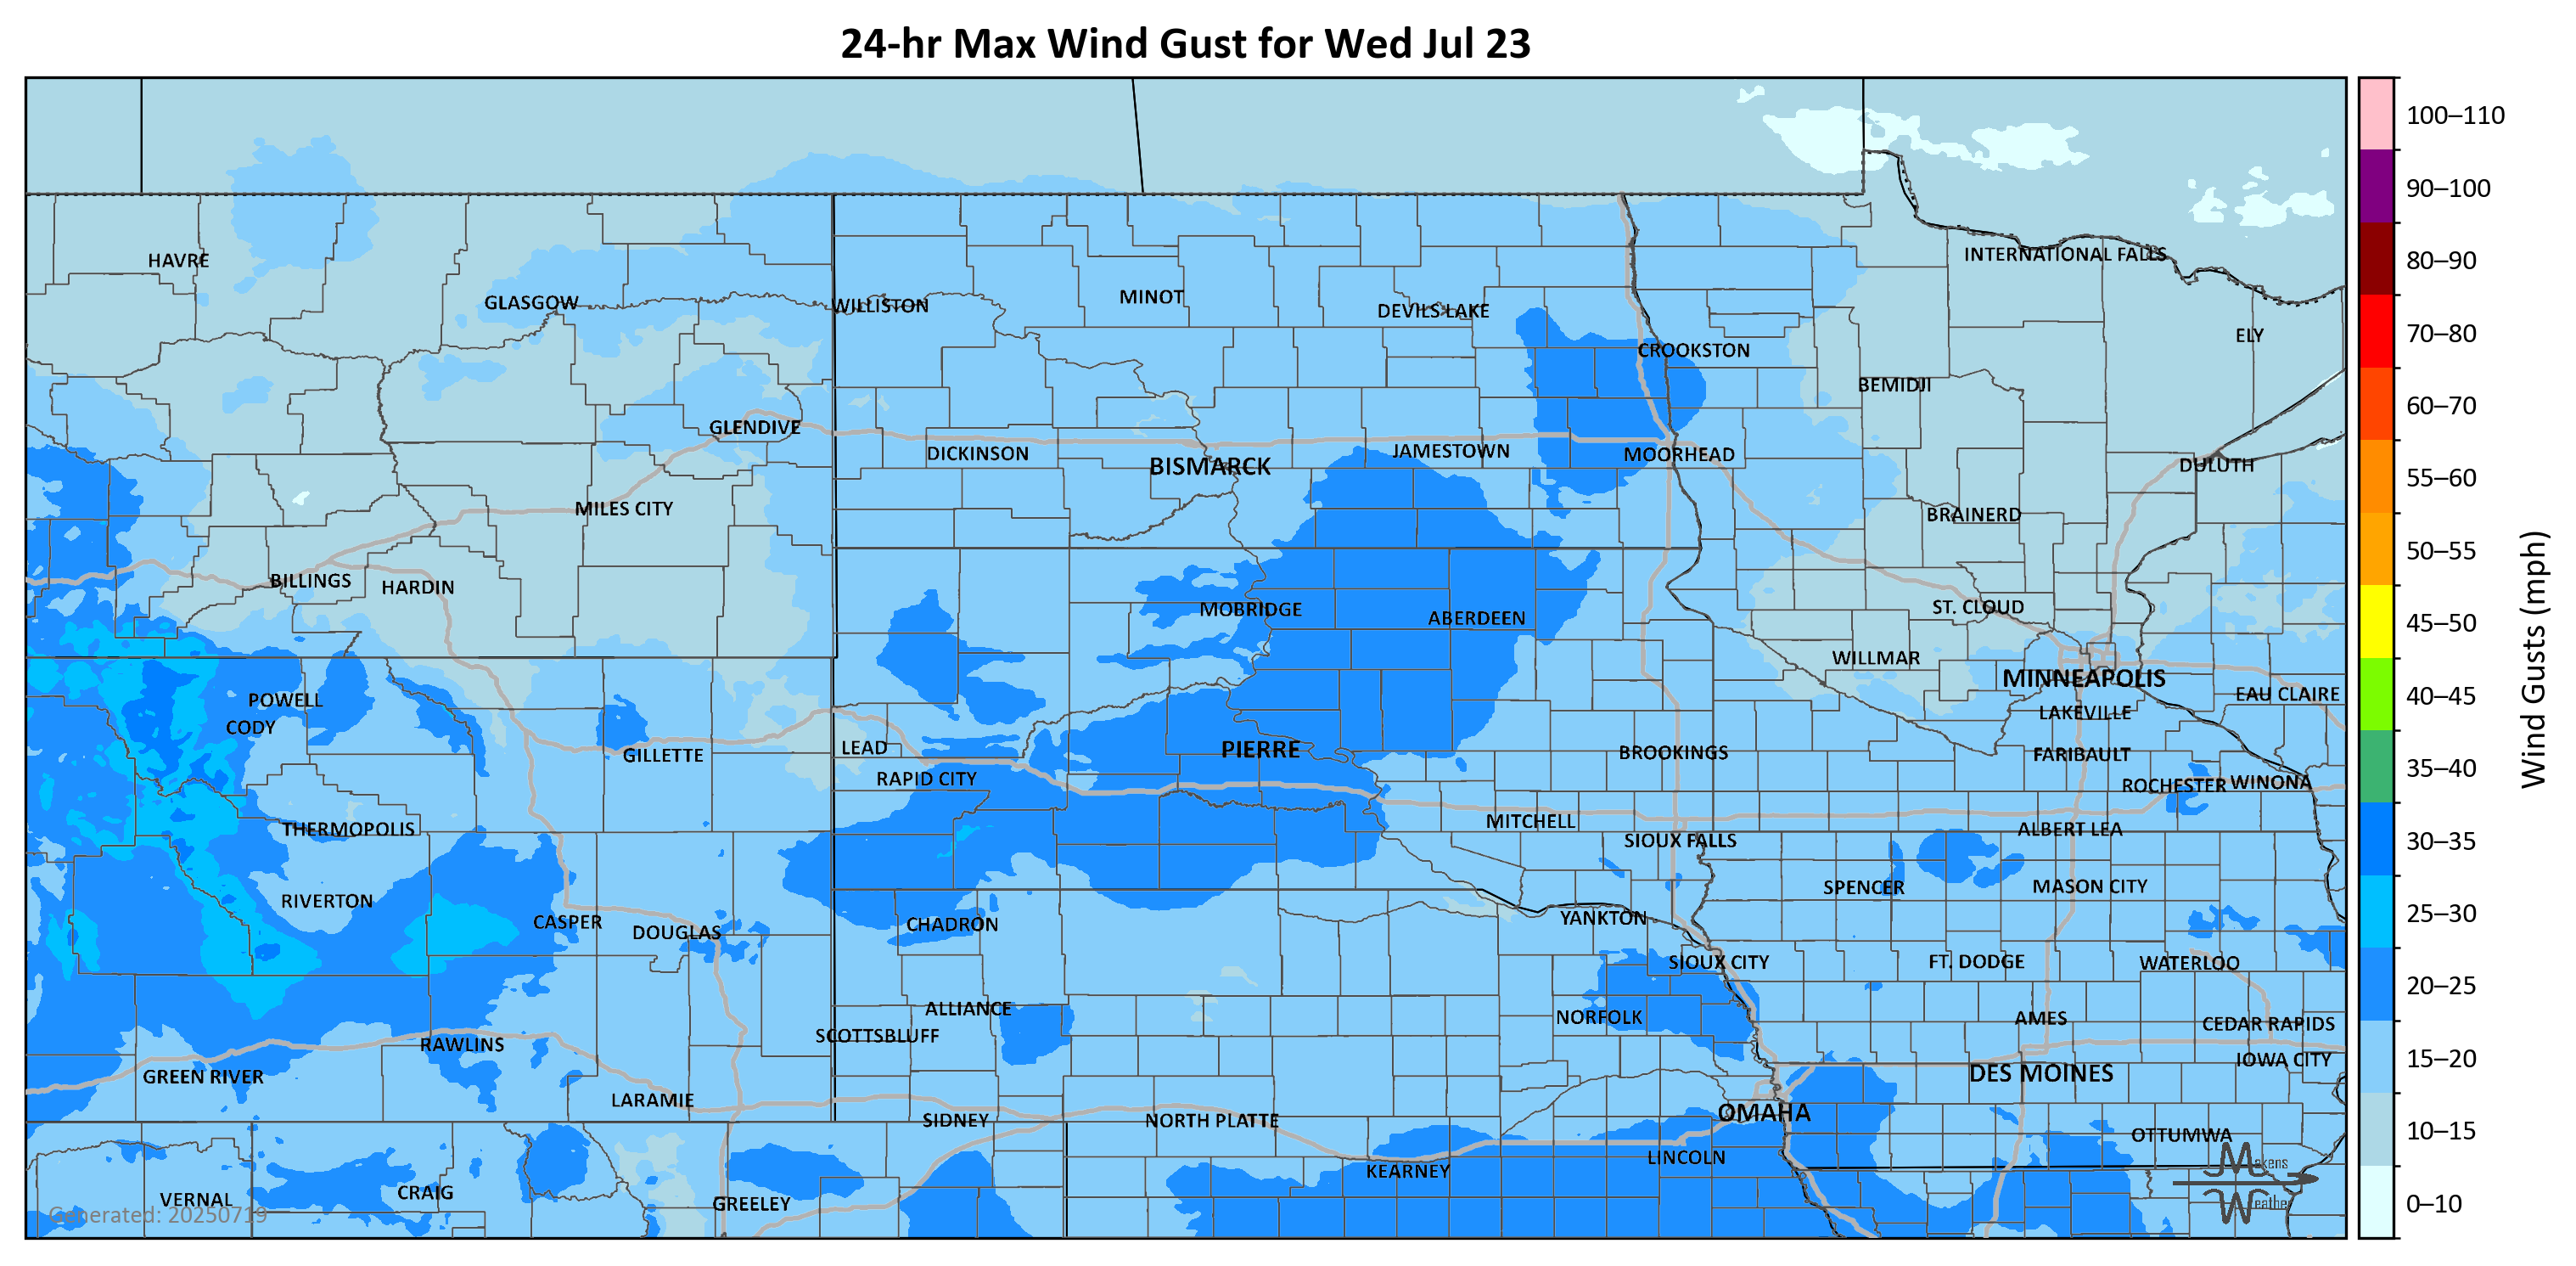 24-hr Max Wind Gust for Wed Jul 23
100–110
90–100
80–90
70–80
60–70
55–60
50–55
45–50
40–45
35–40
30–35
25–30
20–25
15–20
10–15
0–10
Wind Gusts (mph)
HAVRE
INTERNATIONAL FALLS
GLASGOW
WILLISTON
MINOT
DEVILS LAKE
ELY
CROOKSTON
BEMIDJI
GLENDIVE
DICKINSON
BISMARCK
JAMESTOWN
MOORHEAD
DULUTH
MILES CITY
BRAINERD
BILLINGS
HARDIN
MOBRIDGE
ABERDEEN
ST. CLOUD
WILLMAR
MINNEAPOLIS
EAU CLAIRE
POWELL
CODY
LAKEVILLE
GILLETTE
LEAD
PIERRE
BROOKINGS
FARIBAULT
RAPID CITY
ROCHESTER
WINONA
THERMOPOLIS
MITCHELL
SIOUX FALLS
ALBERT LEA
RIVERTON
SPENCER
MASON CITY
CASPER
DOUGLAS
CHADRON
YANKTON
SIOUX CITY
FT. DODGE
WATERLOO
ALLIANCE
NORFOLK
AMES
CEDAR RAPIDS
SCOTTSBLUFF
RAWLINS
IOWA CITY
GREEN RIVER
DES MOINES
LARAMIE
SIDNEY
NORTH PLATTE
OMAHA
OTTUMWA
LINCOLN
KEARNEY
VERNAL
CRAIG
GREELEY
Generated: 20250719
Makens
Weather